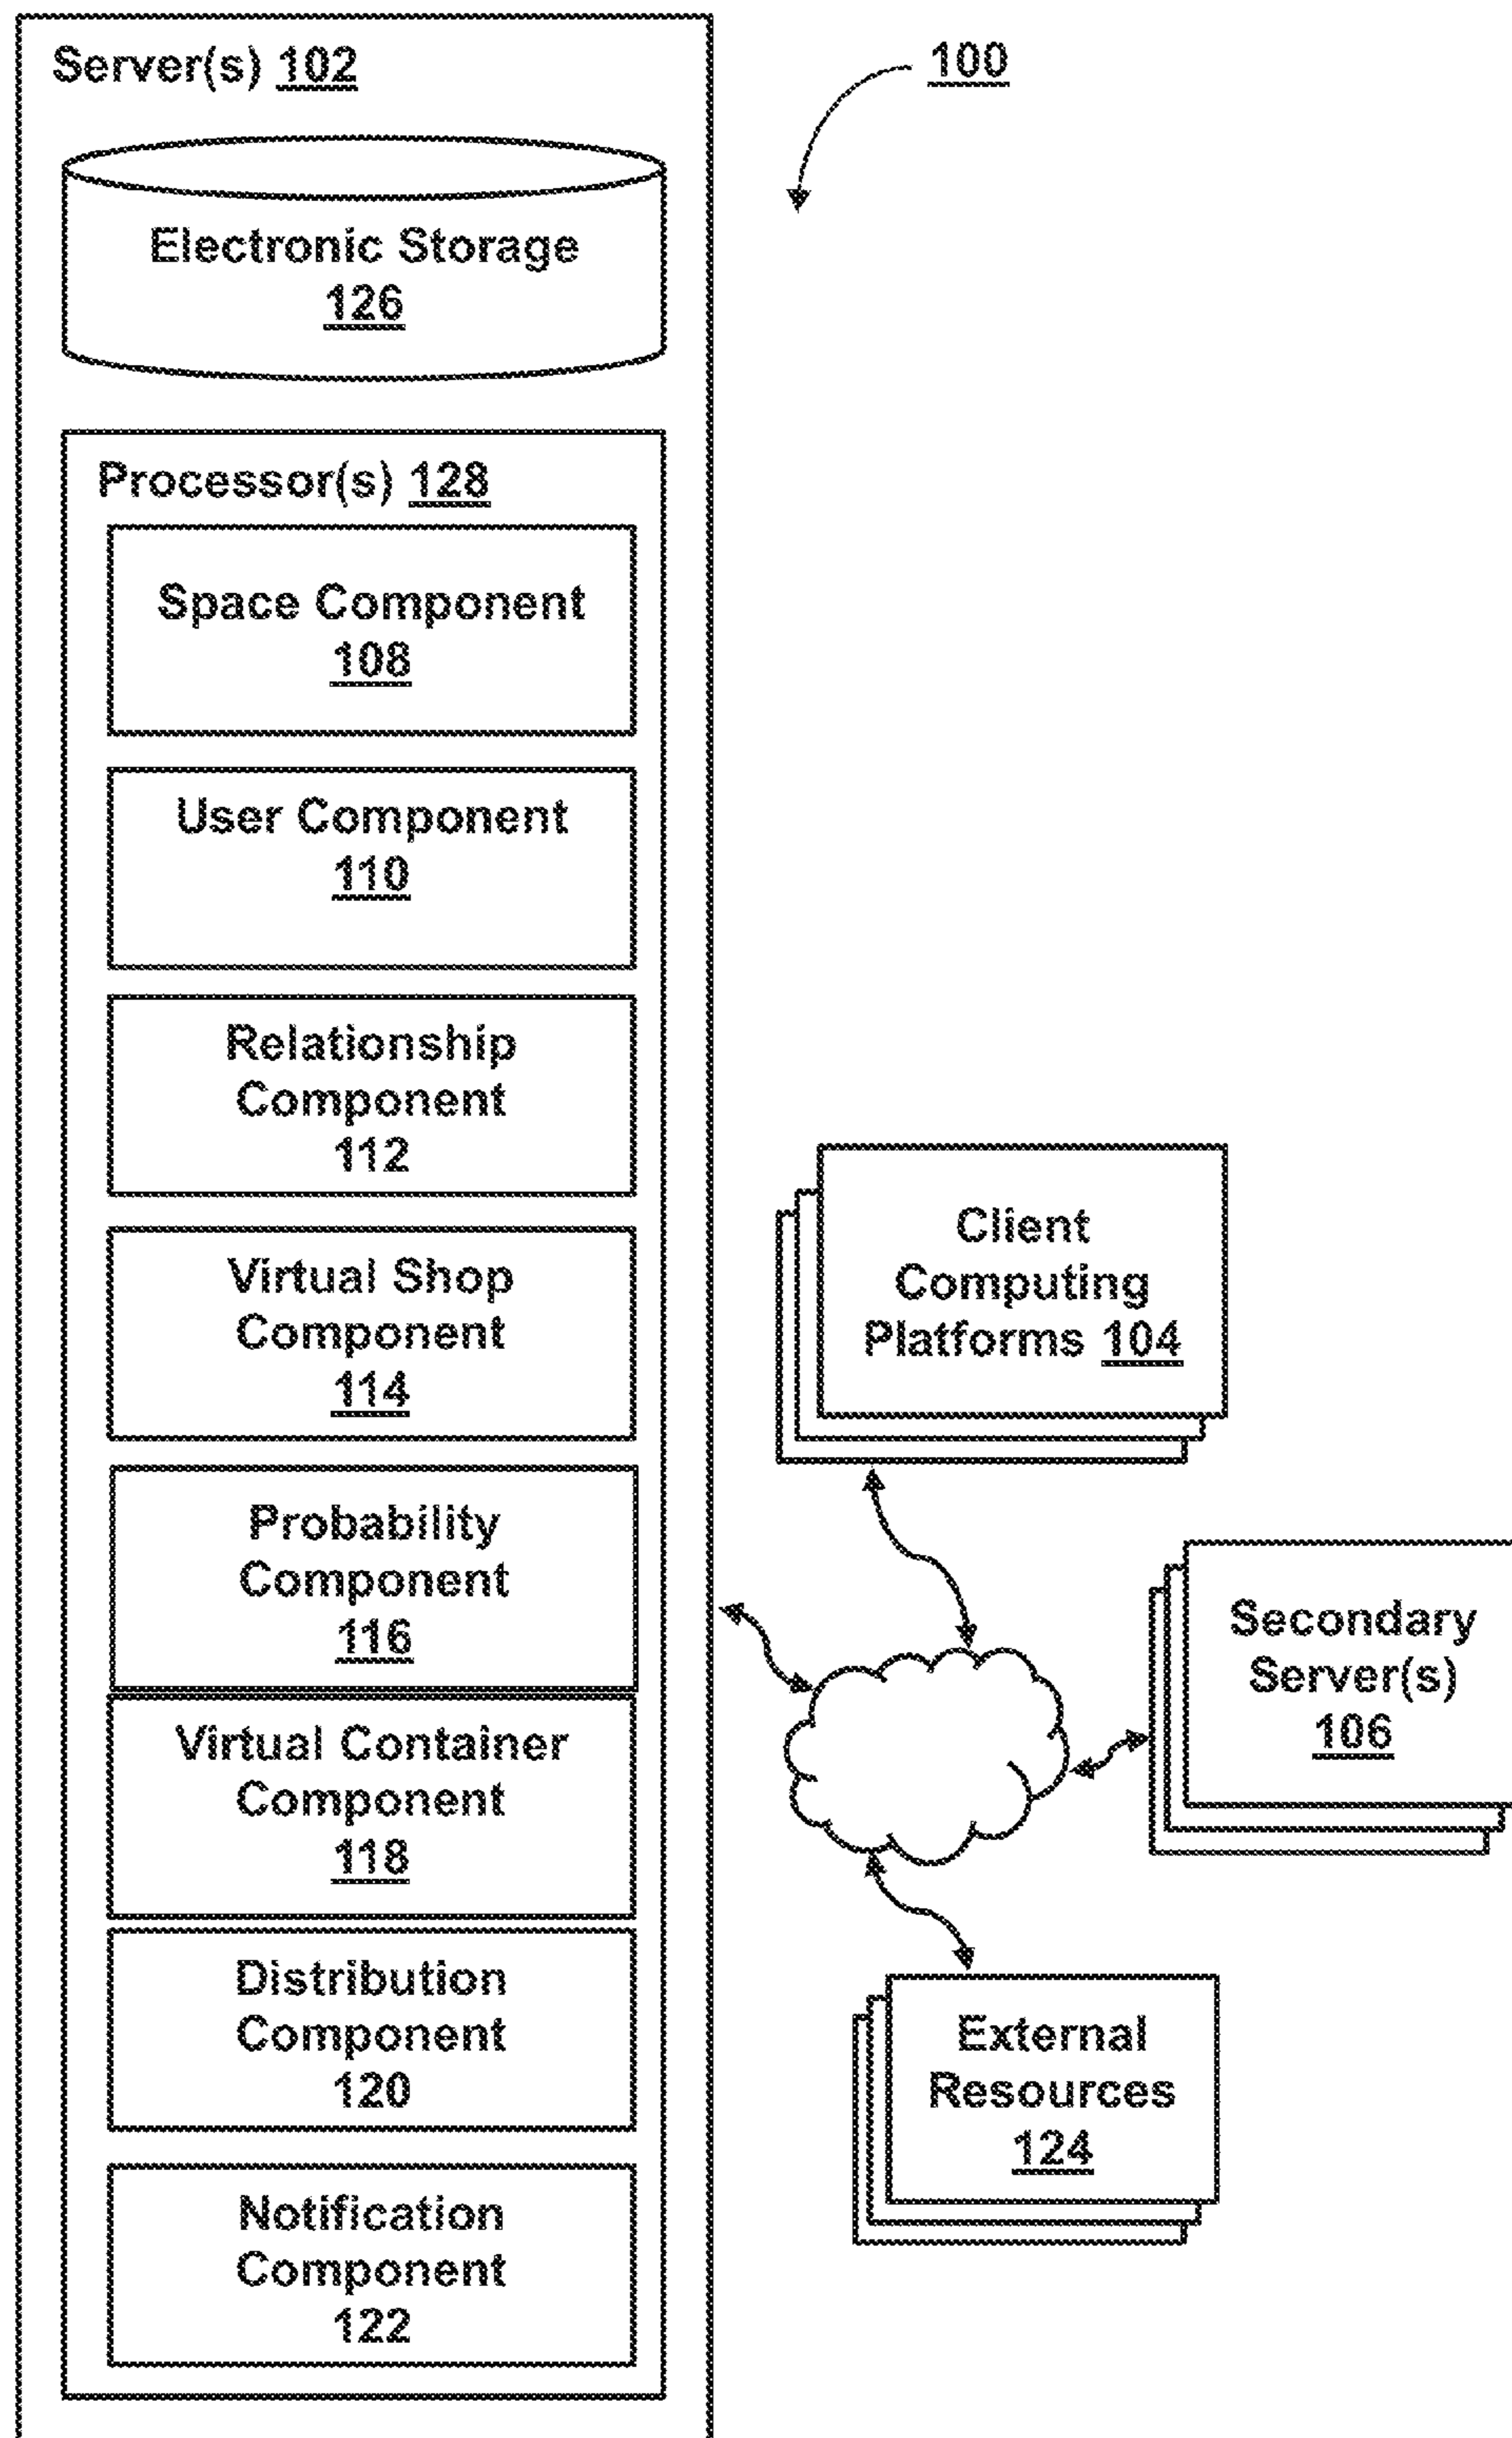 Server(s) 102
100
Electronic Storage
126
Processor(s) 128
Space Component
108
User Component
110
Relationship
Component
112
Virtual Shop
Component
114
Probability
Component
116
Virtual Container
Component
118
Distribution
Component
120
Notification
Component
122
Client
Computing
Platforms 104
Secondary
Server(s)
106
External
Resources
124